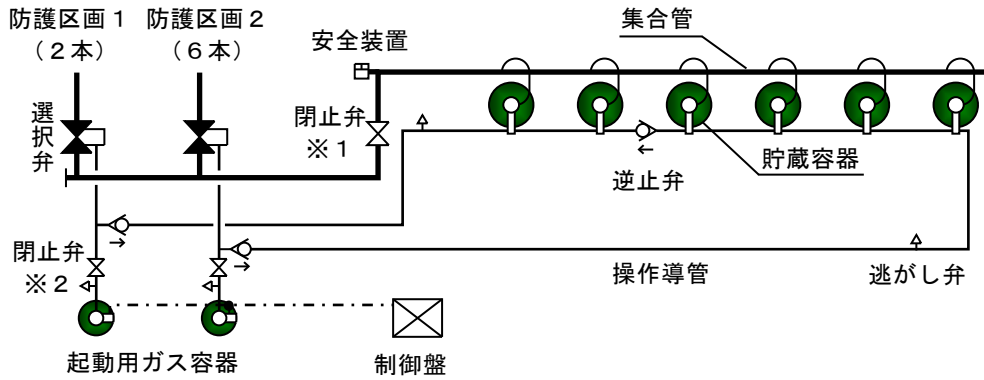 防護区画１
（２本）
防護区画２
（６本）
安全装置
集合管
選択弁
閉止弁
※１
逆止弁
貯蔵容器
閉止弁
※２
操作導管
逃がし弁
起動用ガス容器
制御盤